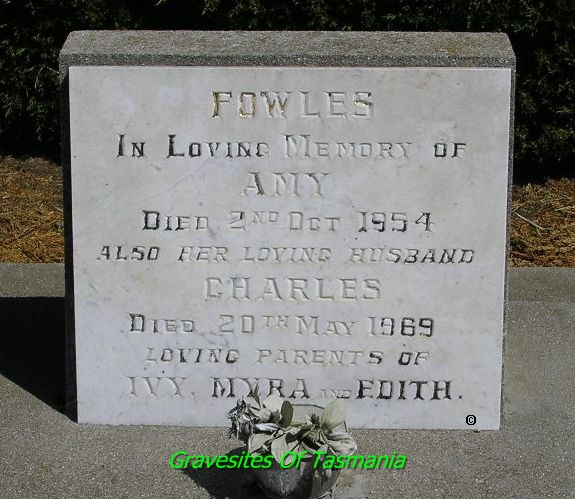 FOWLES
IN LOVING MEMORY OF
AMY
DIED 2ND OCT 1954
ALSO HER LOVING HUSBAND
CHARLES
DIED 20TH MAY 1969
LOVING PARENTS OF
IVY, MYRA AND EDITH.
©
Gravesites Of Tasmania